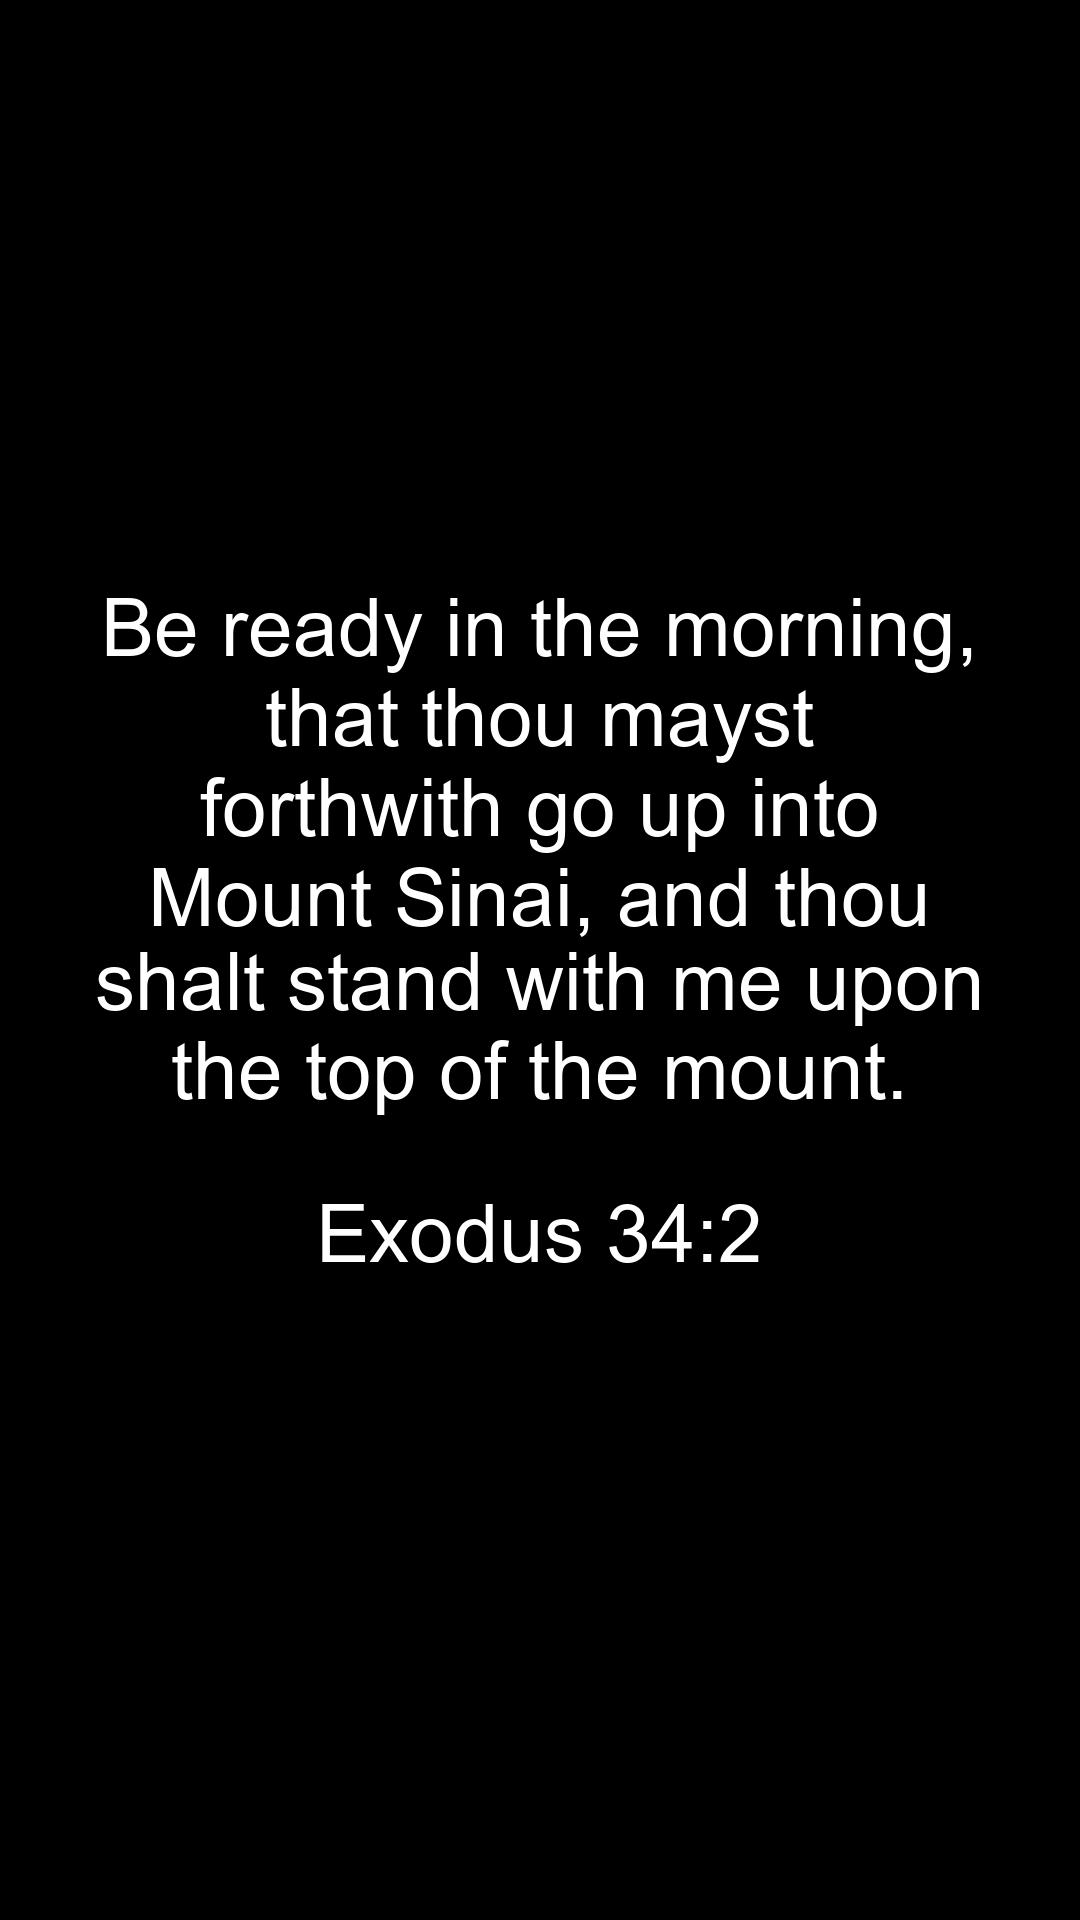 Be ready in the morning,
that thou mayst
forthwith go up into
Mount Sinai, and thou
shalt stand with me upon
the top of the mount.
Exodus 34:2